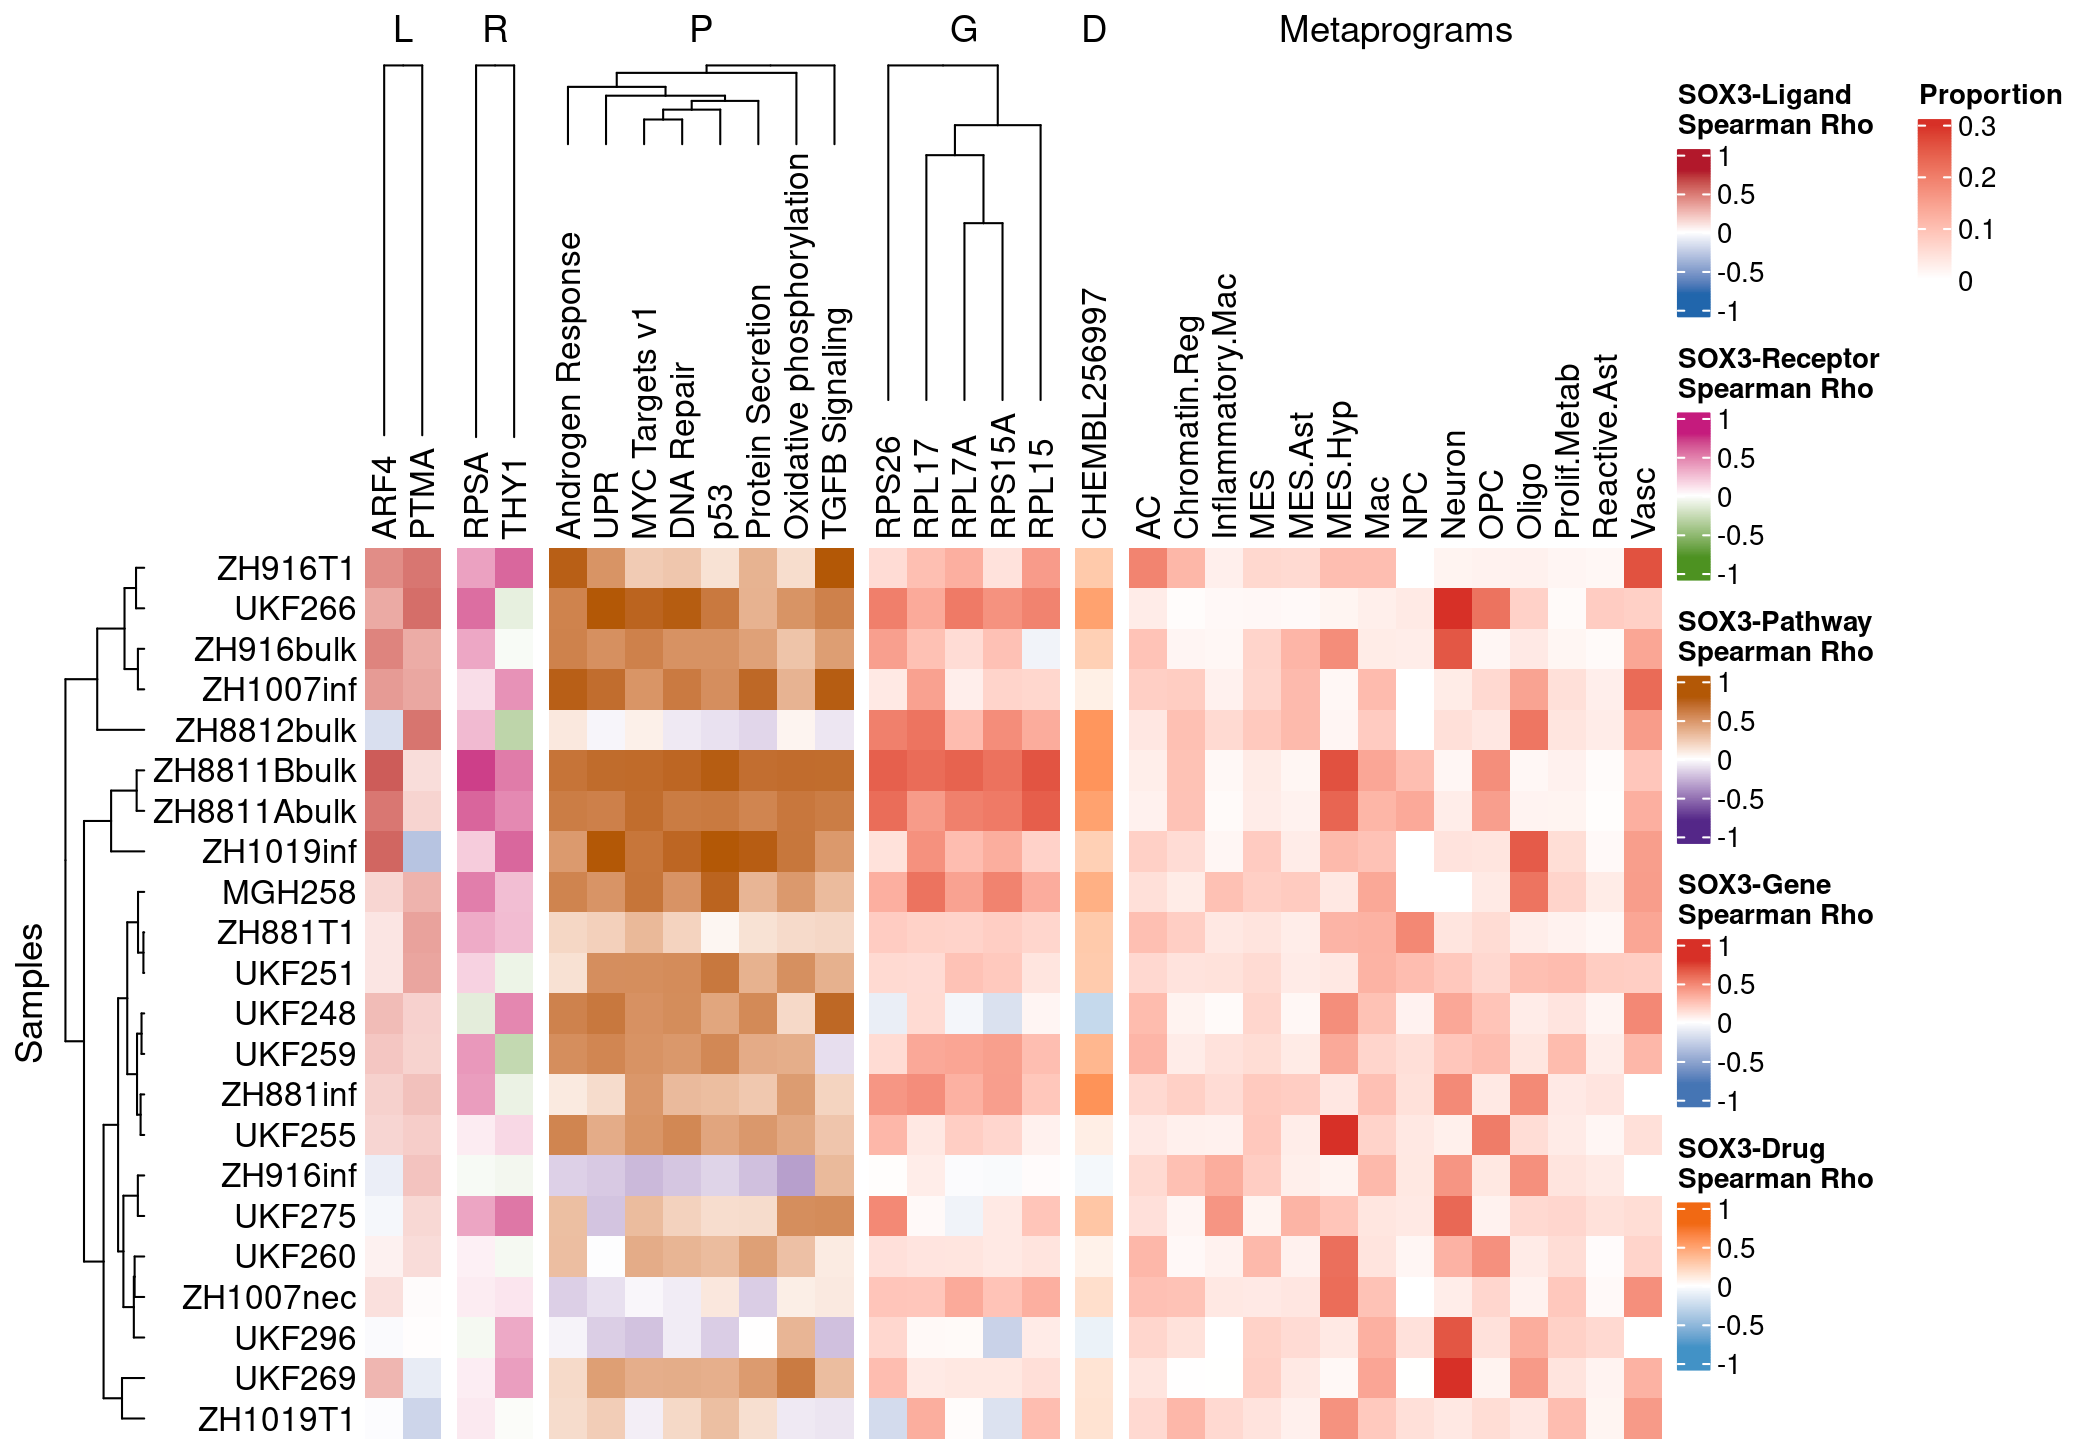 L R P G D Metaprograms
ARF4
PTMA
RPSA
THY1
Androgen Response
UPR
MYC Targets v1
DNA Repair
p53
Protein Secretion
Oxidative phosphorylation
TGFB Signaling
RPS26
RPL17
RPL7A
RPS15A
RPL15
CHEMBL256997
AC
Chromatin.Reg
Inflammatory.Mac
MES
MES.Ast
MES.Hyp
Mac
NPC
Neuron
OPC
Oligo
Prolif.Metab
Reactive.Ast
Vasc
Samples
ZH916T1
UKF266
ZH916bulk
ZH1007inf
ZH8812bulk
ZH8811Bbulk
ZH8811Abulk
ZH1019inf
MGH258
ZH881T1
UKF251
UKF248
UKF259
ZH881inf
UKF255
ZH916inf
UKF275
UKF260
ZH1007nec
UKF296
UKF269
ZH1019T1
SOX3-Ligand
Spearman Rho
1
0.5
0
-0.5
-1
SOX3-Receptor
Spearman Rho
1
0.5
0
-0.5
-1
SOX3-Pathway
Spearman Rho
1
0.5
0
-0.5
-1
SOX3-Gene
Spearman Rho
1
0.5
0
-0.5
-1
SOX3-Drug
Spearman Rho
1
0.5
0
-0.5
-1
Proportion
0.3
0.2
0.1
0